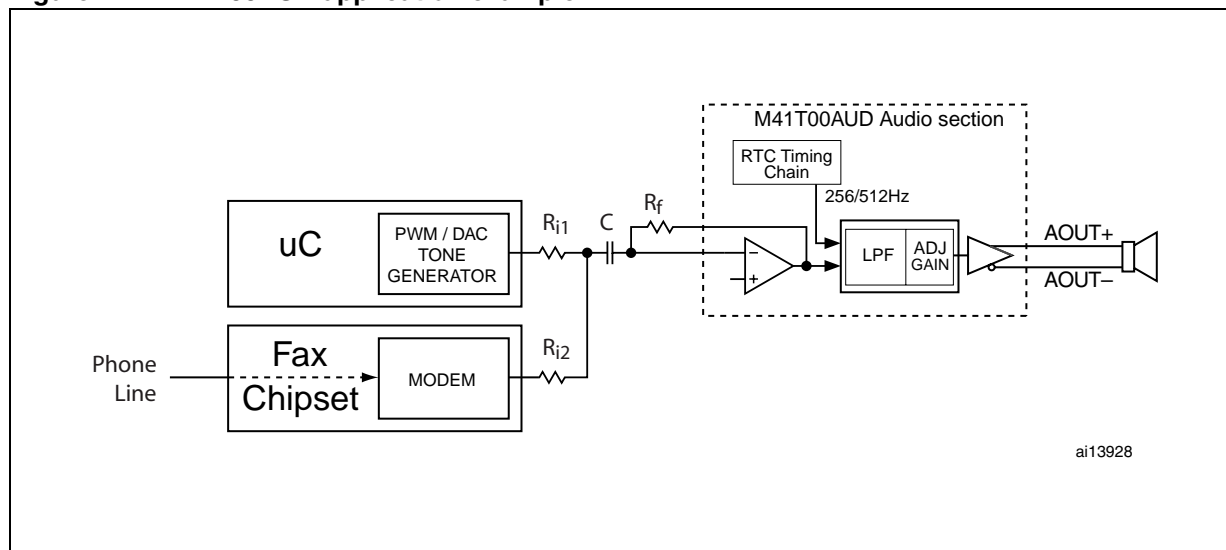 M41T00AUD Audio section
RTC Timing
Chain
256/512Hz
uC
PWM / DAC
TONE
GENERATOR
Ri1
C
Rf
−
+
LPF
ADJ
GAIN
AOUT+
AOUT−
Phone
Line
Fax
Chipset
MODEM
Ri2
ai13928